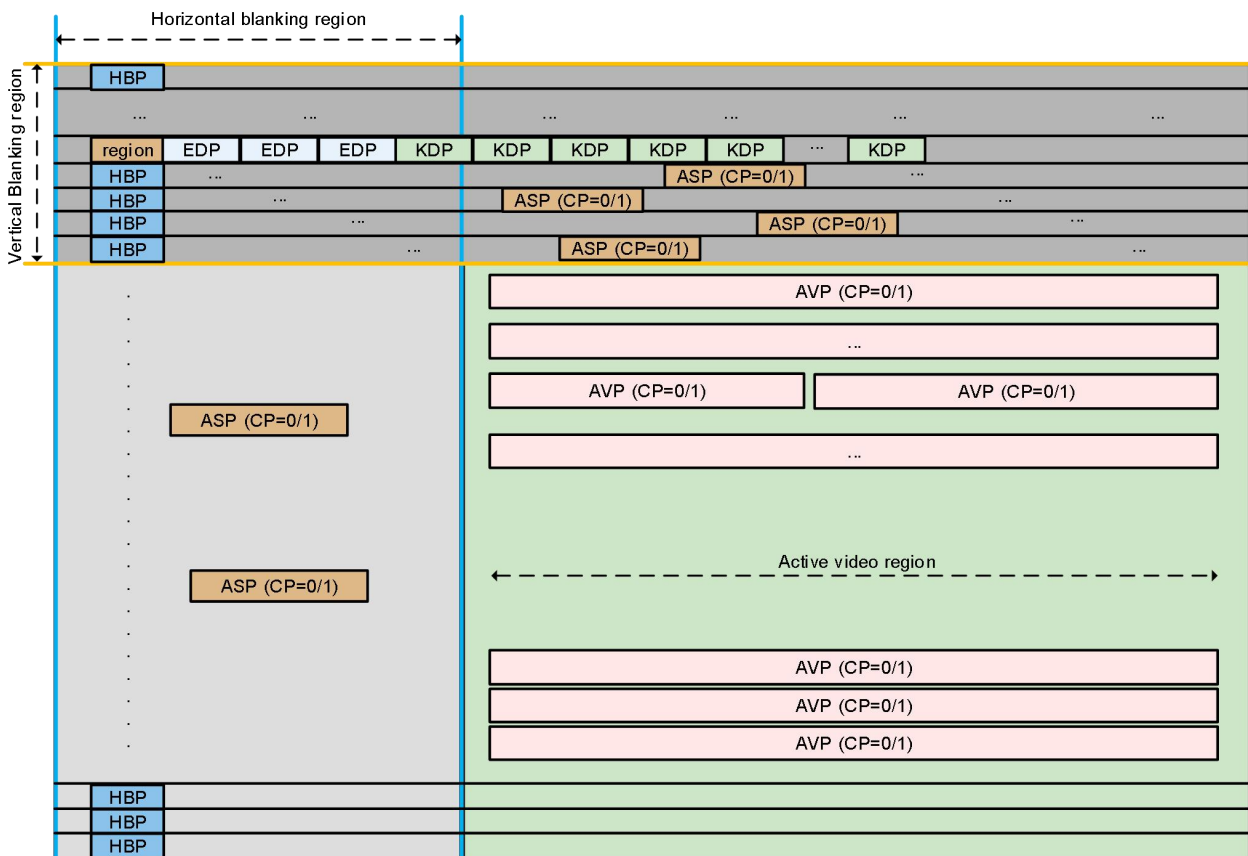 Horizontal blanking region
Vertical Blanking region
HBP
... ... ... ... ... ...
region EDP EDP EDP KDP KDP KDP KDP KDP ... KDP
HBP ... ASP (CP=0/1) ...
HBP ... ASP (CP=0/1) ...
HBP ... ASP (CP=0/1) ...
HBP ... ASP (CP=0/1) ...
AVP (CP=0/1)
...
AVP (CP=0/1) AVP (CP=0/1)
ASP (CP=0/1)
...
Active video region
ASP (CP=0/1)
AVP (CP=0/1)
AVP (CP=0/1)
AVP (CP=0/1)
HBP
HBP
HBP